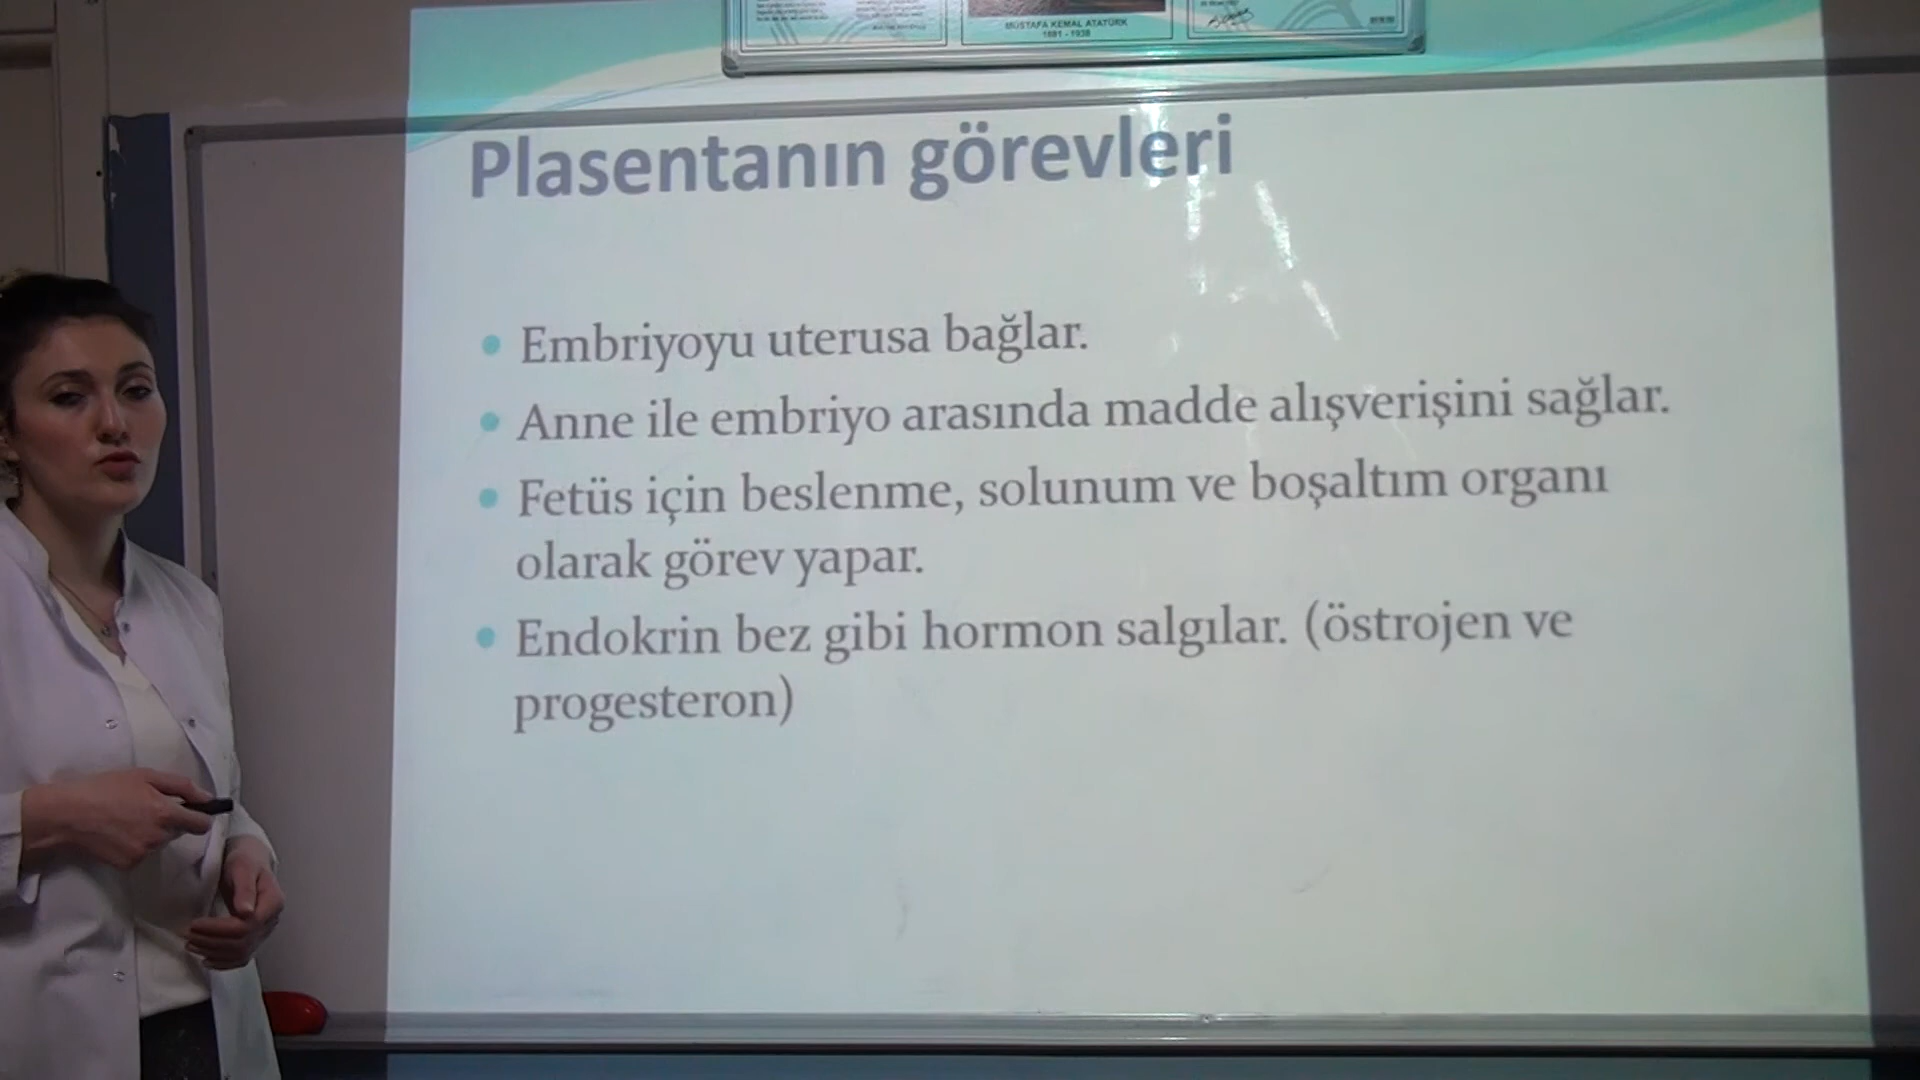 MUSTAFA KEMAL ATATÜRK
1881 - 1938
Plasentanın görevleri
Embriyoyu uterusa bağlar.
Anne ile embriyo arasında madde alışverişini sağlar.
Fetüs için beslenme, solunum ve boşaltım organı
olarak görev yapar.
Endokrin bez gibi hormon salgılar. (östrojen ve
progesteron)